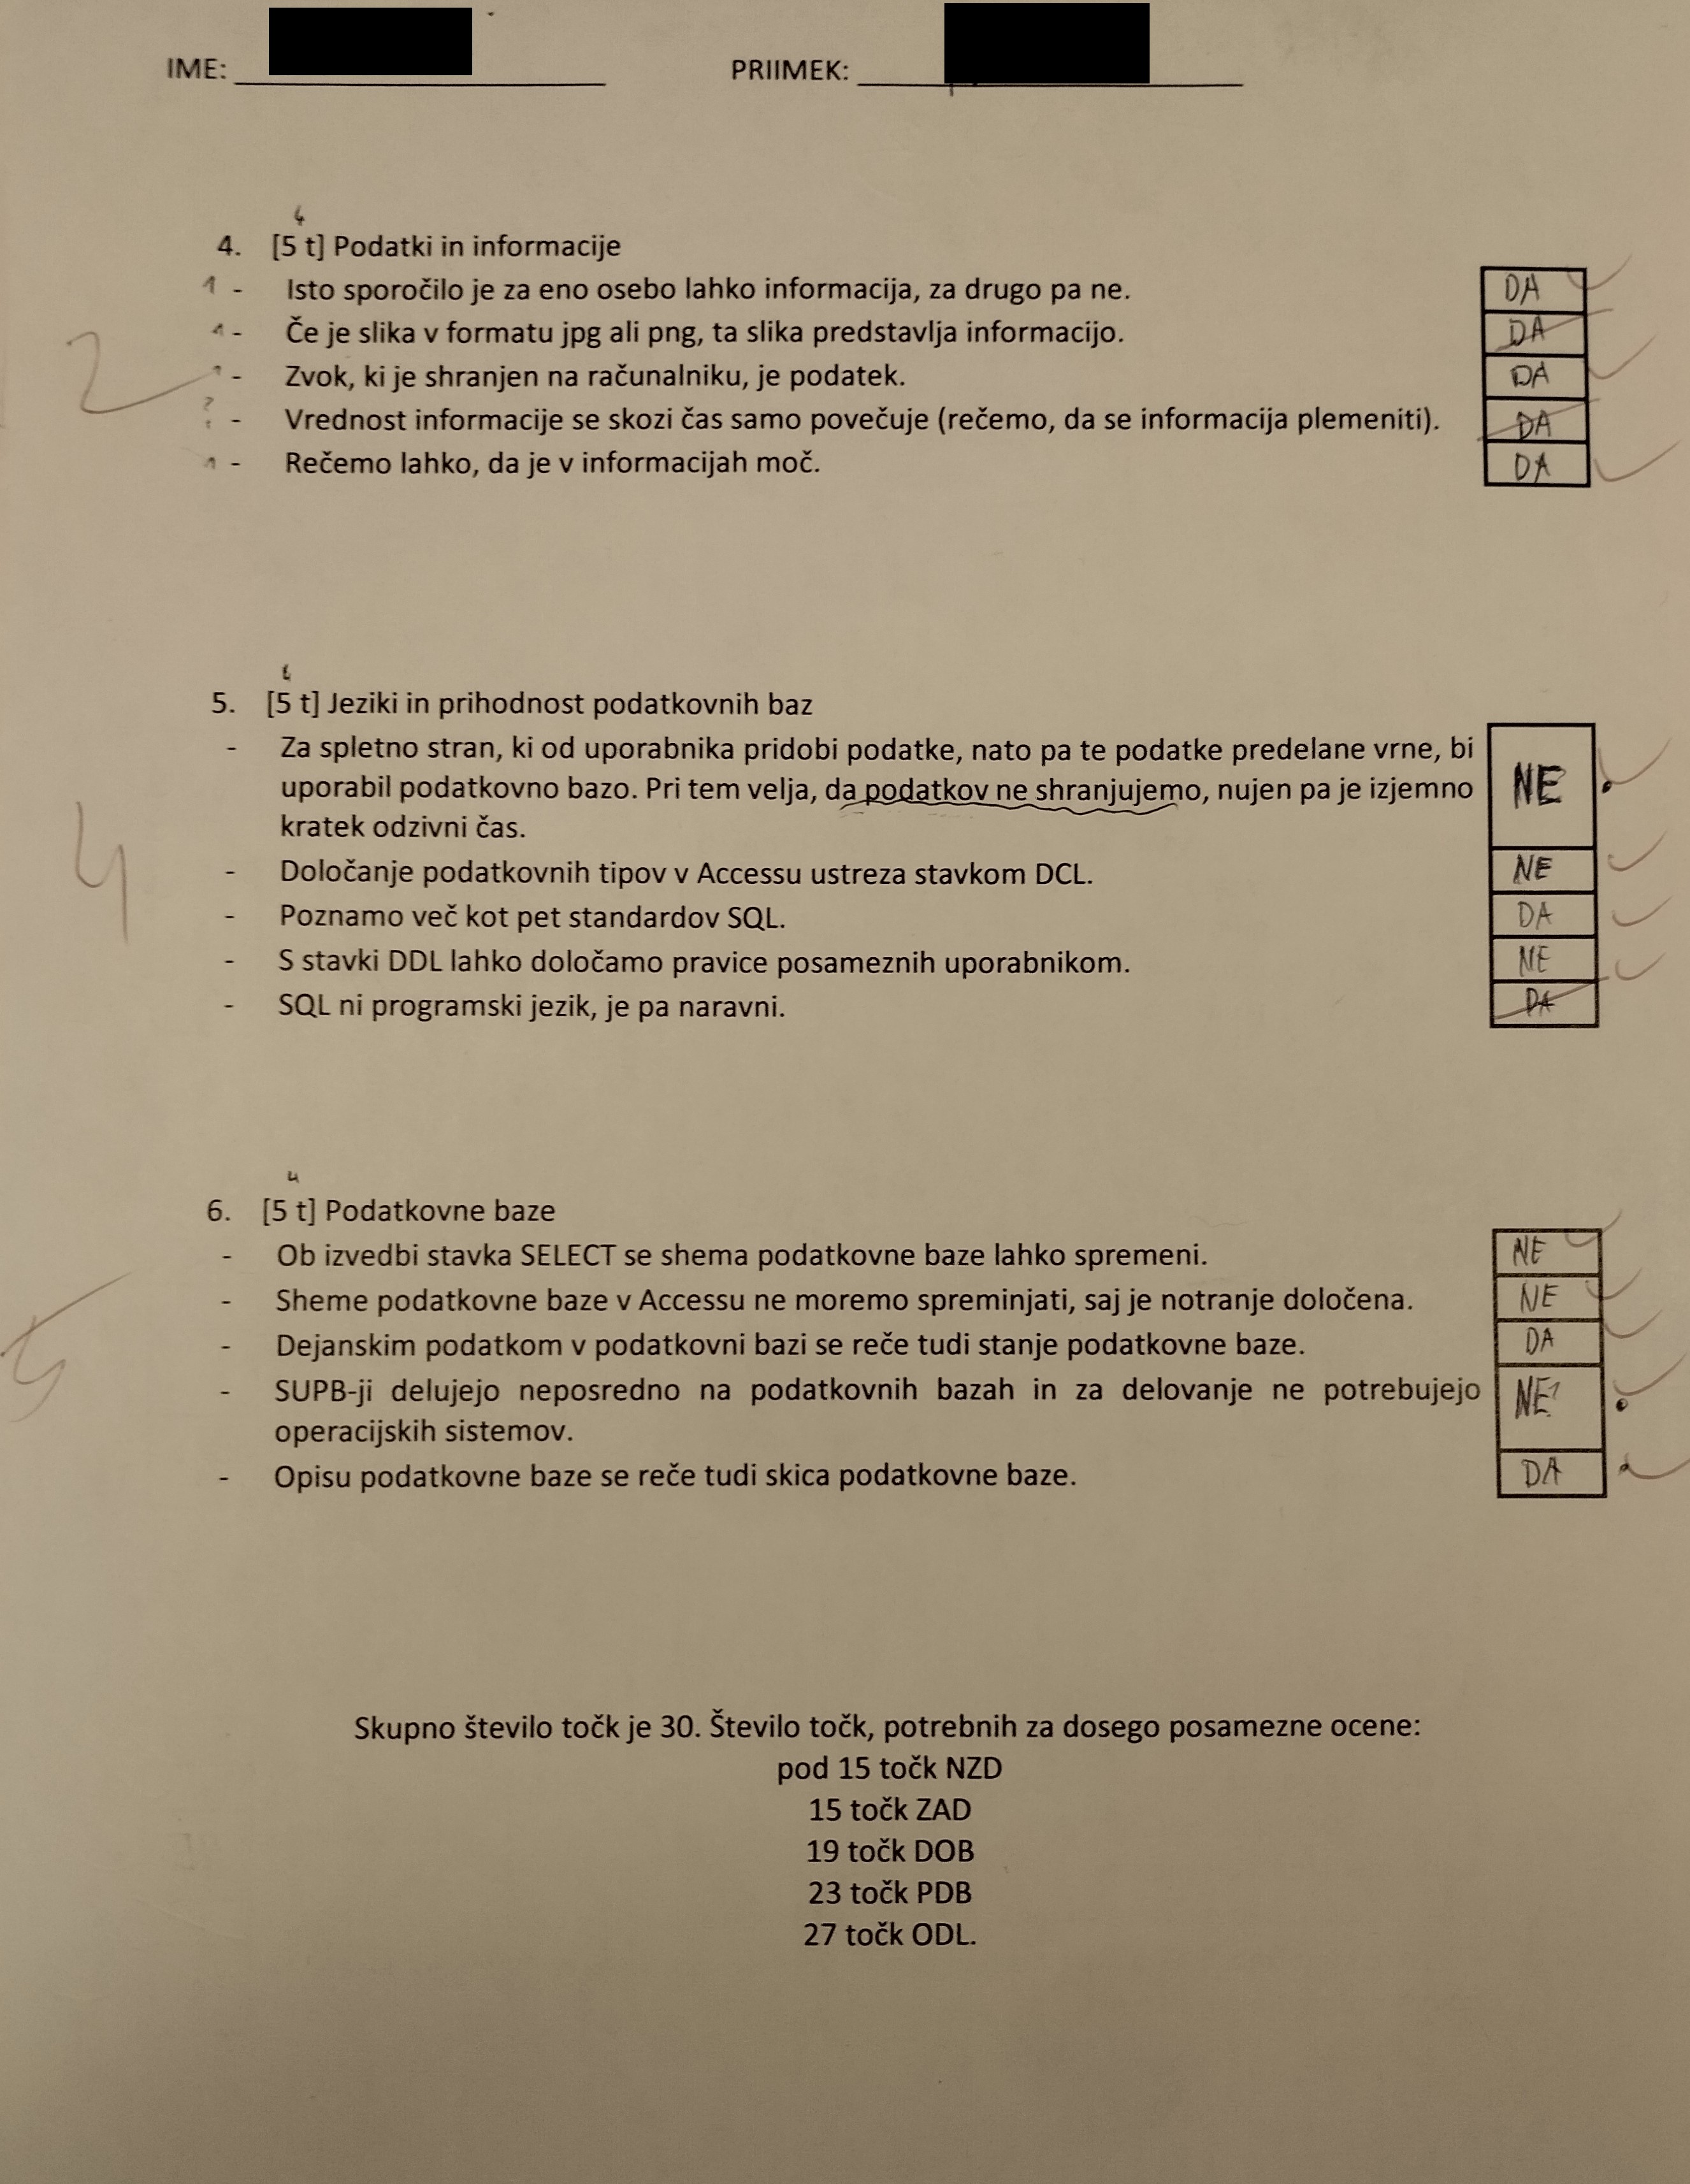 IME: PRIIMEK:
4
4. [5 t] Podatki in informacije
1 - Isto sporočilo je za eno osebo lahko informacija, za drugo pa ne. DA
1 - Če je slika v formatu jpg ali png, ta slika predstavlja informacijo. DA
2 1 - Zvok, ki je shranjen na računalniku, je podatek. DA
? - Vrednost informacije se skozi čas samo povečuje (rečemo, da se informacija plemeniti). DA
1 - Rečemo lahko, da je v informacijah moč. DA
5. [5 t] Jeziki in prihodnost podatkovnih baz
- Za spletno stran, ki od uporabnika pridobi podatke, nato pa te podatke predelane vrne, bi
uporabil podatkovno bazo. Pri tem velja, da podatkov ne shranjujemo, nujen pa je izjemno NE
kratek odzivni čas.
4 - Določanje podatkovnih tipov v Accessu ustreza stavkom DCL. NE
- Poznamo več kot pet standardov SQL. DA
- S stavki DDL lahko določamo pravice posameznih uporabnikom. NE
- SQL ni programski jezik, je pa naravni. DA
4
6. [5 t] Podatkovne baze
- Ob izvedbi stavka SELECT se shema podatkovne baze lahko spremeni. NE
- Sheme podatkovne baze v Accessu ne moremo spreminjati, saj je notranje določena. NE
5 - Dejanskim podatkom v podatkovni bazi se reče tudi stanje podatkovne baze. DA
- SUPB-ji delujejo neposredno na podatkovnih bazah in za delovanje ne potrebujejo NE?
operacijskih sistemov.
- Opisu podatkovne baze se reče tudi skica podatkovne baze. DA
Skupno število točk je 30. Število točk, potrebnih za dosego posamezne ocene:
pod 15 točk NZD
15 točk ZAD
19 točk DOB
23 točk PDB
27 točk ODL.